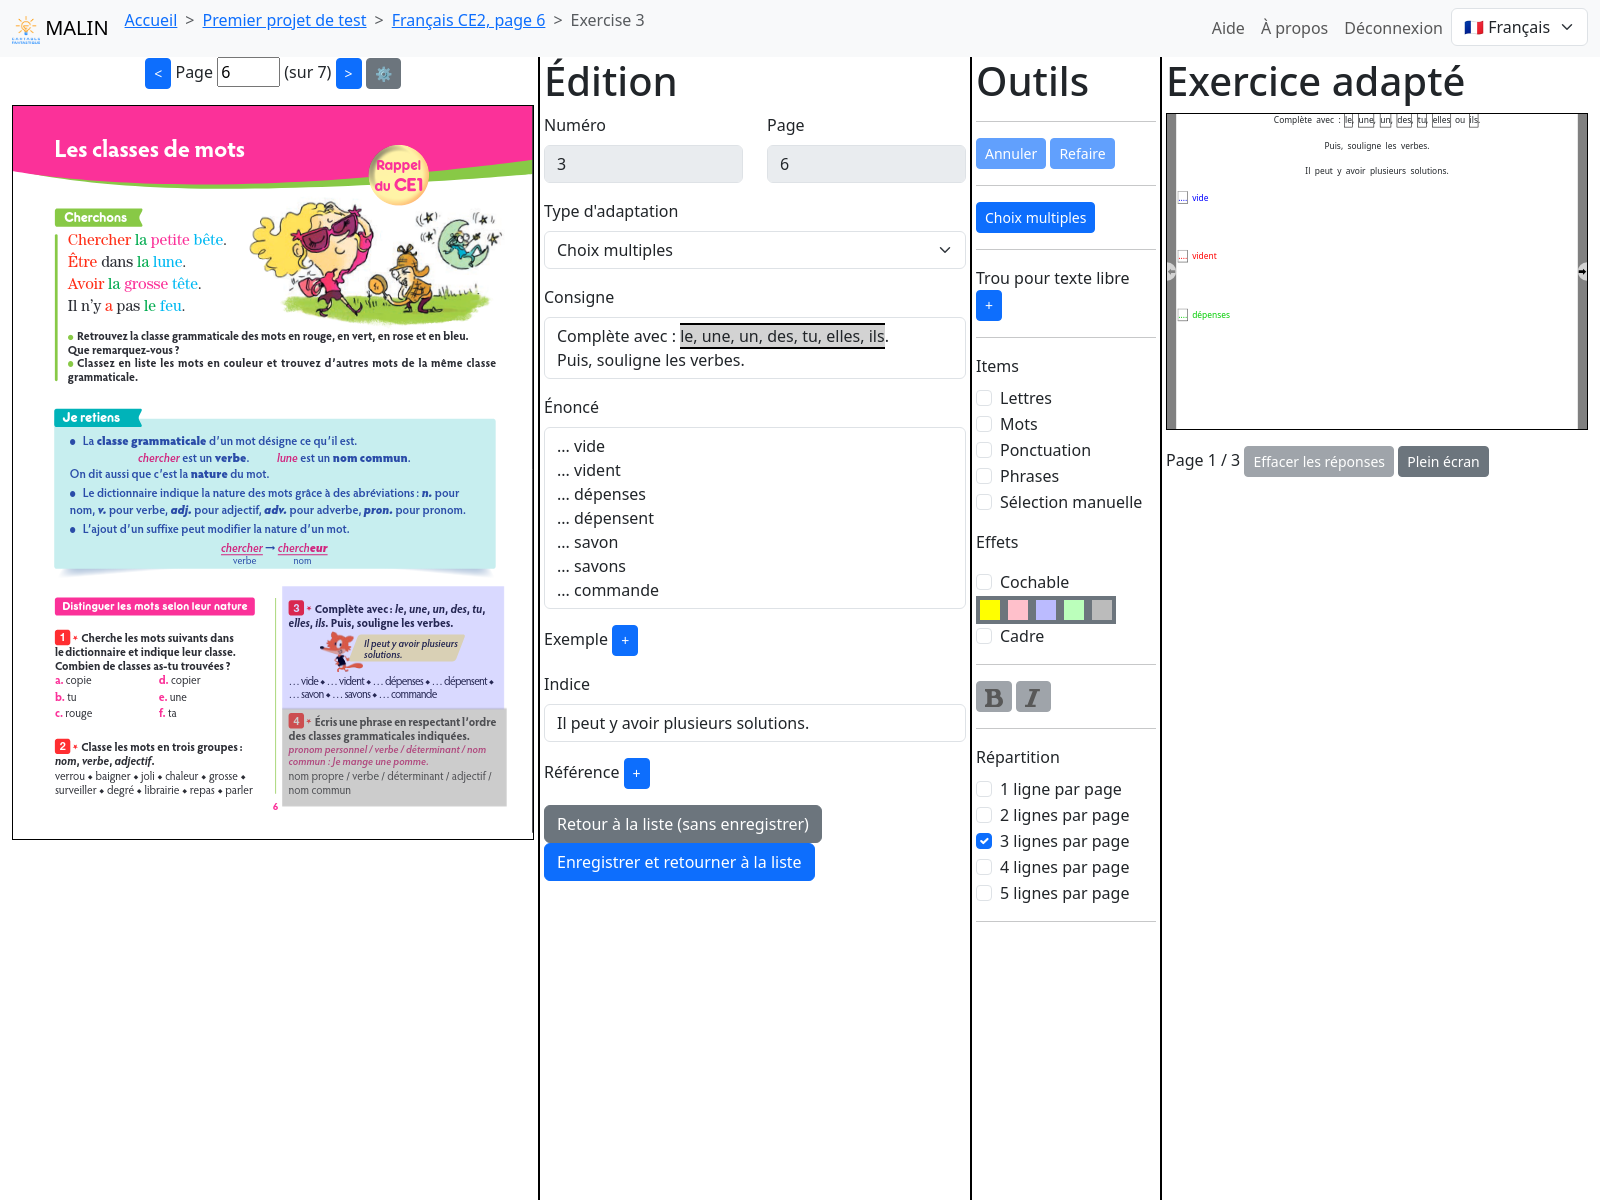 MALIN
Accueil > Premier projet de test > Français CE2, page 6 > Exercise 3
Aide À propos Déconnexion 🇫🇷 Français
< Page 6 (sur 7) > ⚙️
Les classes de mots
Rappel
du CE1
Cherchons
Chercher la petite bête.
Être dans la lune.
Avoir la grosse tête.
Il n'y a pas le feu.
● Retrouvez la classe grammaticale des mots en rouge, en vert, en rose et en bleu.
Que remarquez-vous ?
● Classez en liste les mots en couleur et trouvez d'autres mots de la même classe
grammaticale.
Je retiens
● La classe grammaticale d'un mot désigne ce qu'il est.
chercher est un verbe. lune est un nom commun.
On dit aussi que c'est la nature du mot.
● Le dictionnaire indique la nature des mots grâce à des abréviations : n. pour
nom, v. pour verbe, adj. pour adjectif, adv. pour adverbe, pron. pour pronom.
● L'ajout d'un suffixe peut modifier la nature d'un mot.
chercher → chercheur
verbe nom
Distinguer les mots selon leur nature
1 * Cherche les mots suivants dans
le dictionnaire et indique leur classe.
Combien de classes as-tu trouvées ?
a. copie d. copier
b. tu e. une
c. rouge f. ta
2 * Classe les mots en trois groupes :
nom, verbe, adjectif.
verrou ◆ baigner ◆ joli ◆ chaleur ◆ grosse ◆
surveiller ◆ degré ◆ librairie ◆ repas ◆ parler
3 * Complète avec : le, une, un, des, tu,
elles, ils. Puis, souligne les verbes.
Il peut y avoir plusieurs
solutions.
… vide ◆ … vident ◆ … dépenses ◆ … dépensent ◆
… savon ◆ … savons ◆ … commande
4 * Écris une phrase en respectant l'ordre
des classes grammaticales indiquées.
pronom personnel / verbe / déterminant / nom
commun : Je mange une pomme.
nom propre / verbe / déterminant / adjectif /
nom commun
6
Édition
Numéro Page
3 6
Type d'adaptation
Choix multiples
Consigne
Complète avec : le, une, un, des, tu, elles, ils.
Puis, souligne les verbes.
Énoncé
... vide
... vident
... dépenses
... dépensent
... savon
... savons
... commande
Exemple +
Indice
Il peut y avoir plusieurs solutions.
Référence +
Retour à la liste (sans enregistrer)
Enregistrer et retourner à la liste
Outils
Annuler Refaire
Choix multiples
Trou pour texte libre
+
Items
Lettres
Mots
Ponctuation
Phrases
Sélection manuelle
Effets
Cochable
Cadre
B I
Répartition
1 ligne par page
2 lignes par page
3 lignes par page
4 lignes par page
5 lignes par page
Exercice adapté
Complète avec : le, une, un, des, tu, elles ou ils.
Puis, souligne les verbes.
Il peut y avoir plusieurs solutions.
.... vide
.... vident
.... dépenses
Page 1 / 3 Effacer les réponses Plein écran